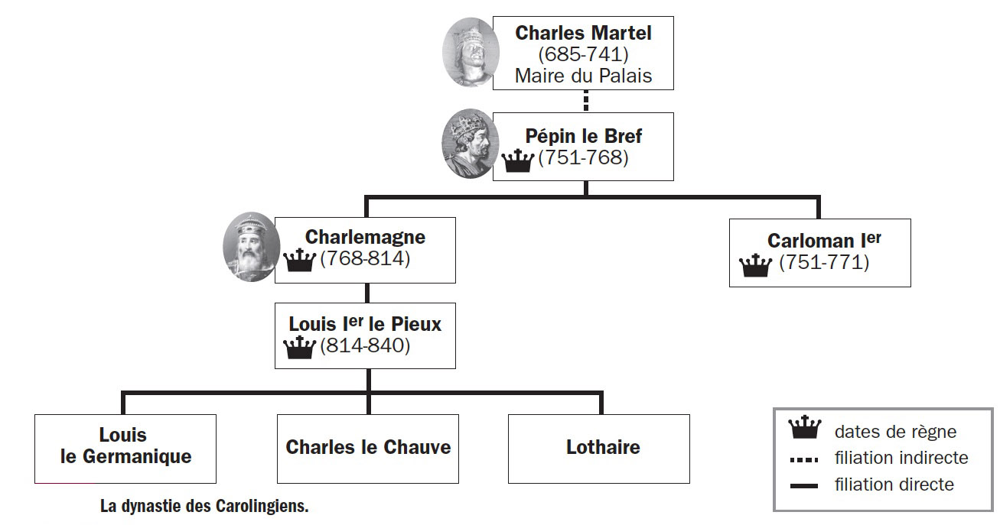 Charles Martel
(685-741)
Maire du Palais
Pépin le Bref
(751-768)
Charlemagne
(768-814)
Carloman Ier
(751-771)
Louis Ier le Pieux
(814-840)
Louis
le Germanique
Charles le Chauve
Lothaire
dates de règne
filiation indirecte
filiation directe
La dynastie des Carolingiens.